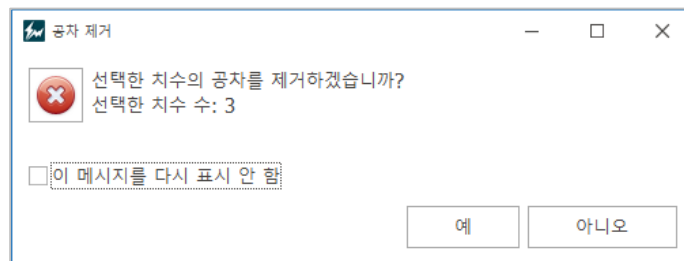 공차 제거
선택한 치수의 공차를 제거하겠습니까?
선택한 치수 수: 3
이 메시지를 다시 표시 안 함
예
아니오